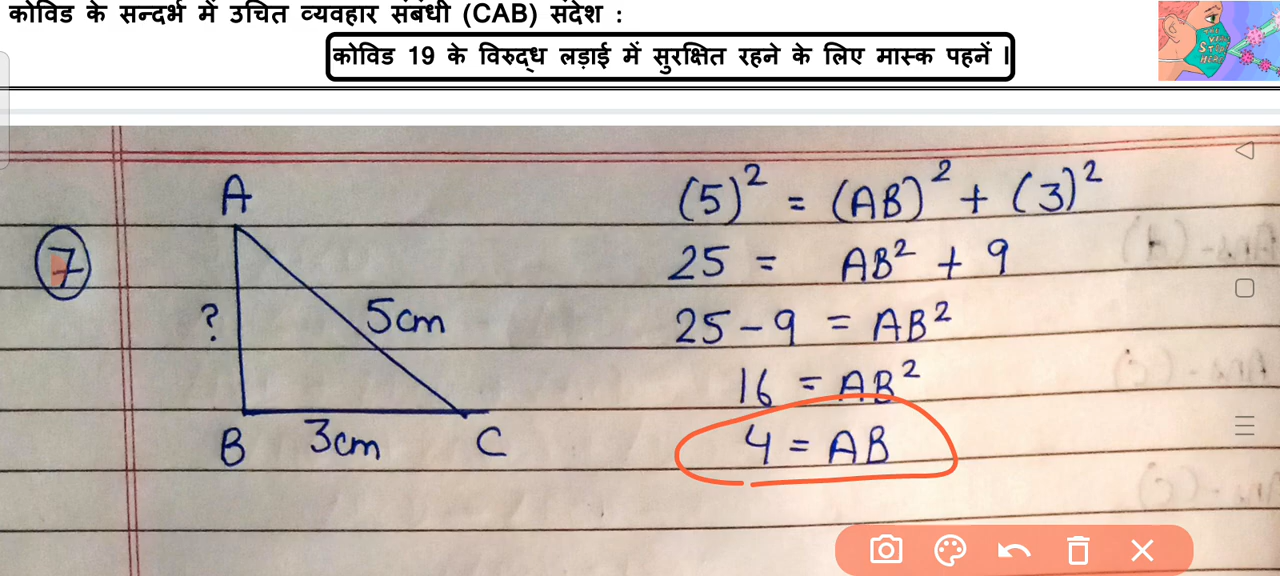 कोविड के सन्दर्भ में उचित व्यवहार संबंधी (CAB) संदेश :
कोविड 19 के विरुद्ध लड़ाई में सुरक्षित रहने के लिए मास्क पहनें ।
7
A
?
5cm
B
3cm
C
(5)² = (AB)² + (3)²
25 = AB² + 9
25 - 9 = AB²
16 = AB²
4 = AB